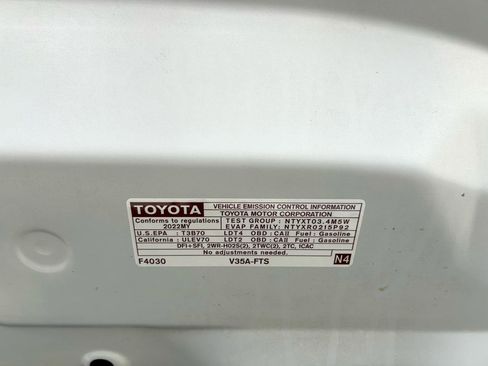 TOYOTA VEHICLE EMISSION CONTROL INFORMATION
TOYOTA MOTOR CORPORATION
Conforms to regulations TEST GROUP : NTYXT03.4M5W
2022MY EVAP FAMILY: NTYXR0215P92
U.S.EPA : T3B70 LDT4 OBD : CAII Fuel : Gasoline
California : ULEV70 LDT2 OBD : CAII Fuel : Gasoline
DFI+SFI, 2WR-HO2S(2), 2TWC(2), 2TC, ICAC
No adjustments needed.
F4030 V35A-FTS N4